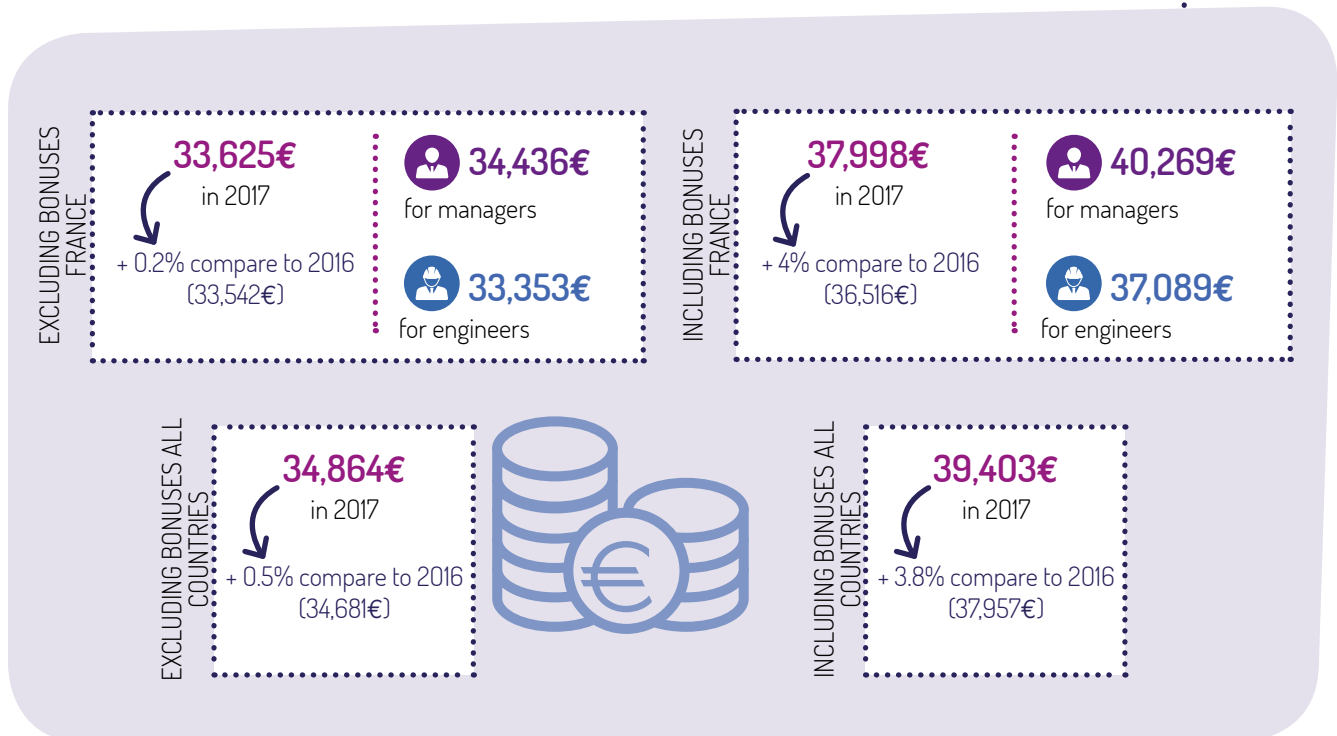 EXCLUDING BONUSES
FRANCE
33,625€
in 2017
+ 0.2% compare to 2016
(33,542€)
34,436€
for managers
33,353€
for engineers
INCLUDING BONUSES
FRANCE
37,998€
in 2017
+ 4% compare to 2016
(36,516€)
40,269€
for managers
37,089€
for engineers
EXCLUDING BONUSES ALL
COUNTRIES
34,864€
in 2017
+ 0.5% compare to 2016
(34,681€)
€
INCLUDING BONUSES ALL
COUNTRIES
39,403€
in 2017
+ 3.8% compare to 2016
(37,957€)